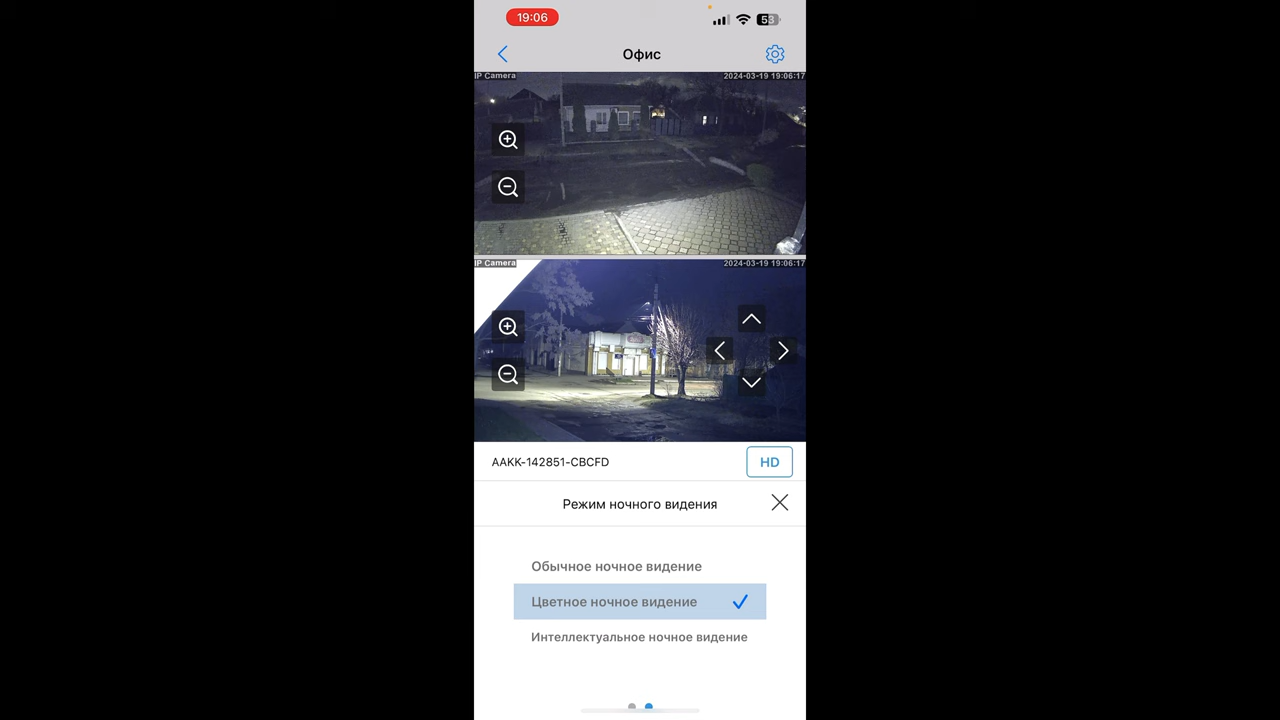 19:06
53
Офис
IP Camera
2024-03-19 19:06:17
IP Camera
2024-03-19 19:06:17
AAKK-142851-CBCFD
HD
Режим ночного видения
Обычное ночное видение
Цветное ночное видение
Интеллектуальное ночное видение